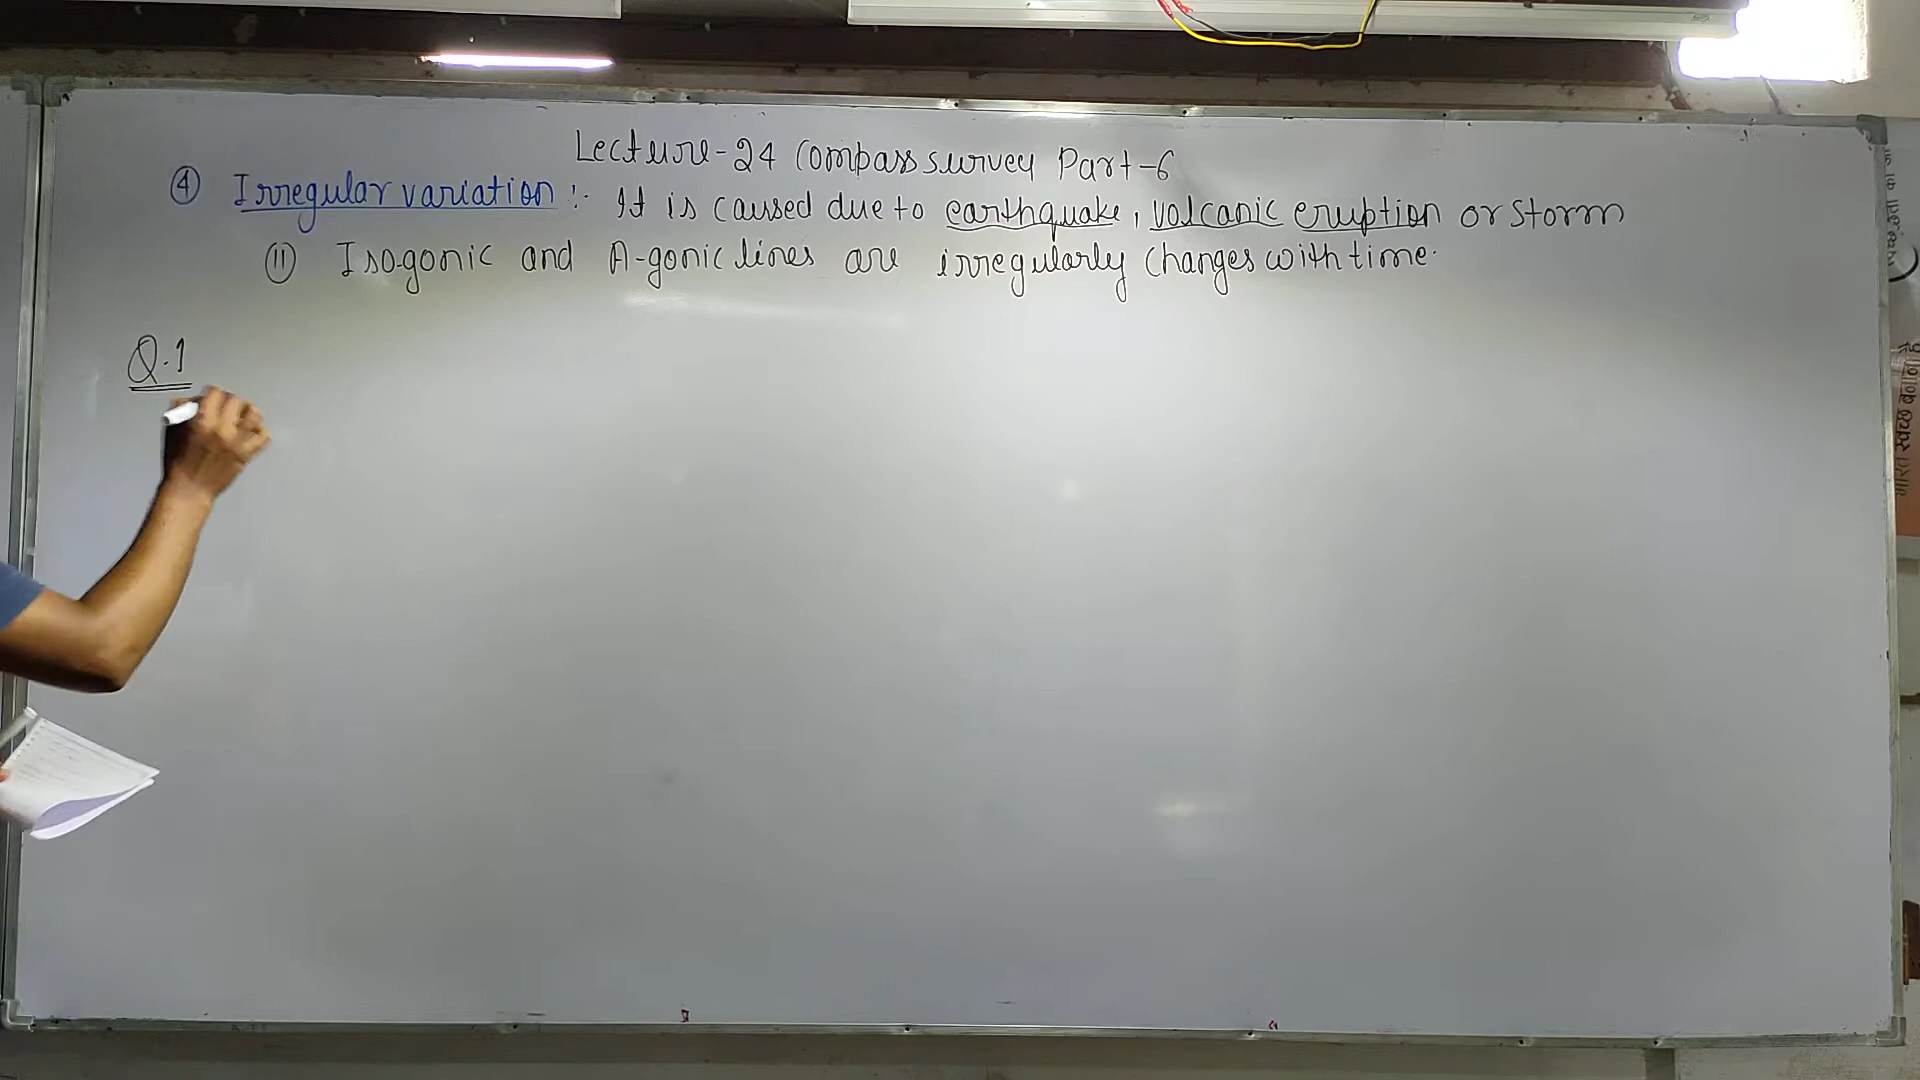 Lecture-24 Compass survey Part-6
④ Irregular variation :- It is caused due to earthquake, volcanic eruption or storm
(II) Isogonic and A-gonic lines are irregularly changes with time.
Q.1